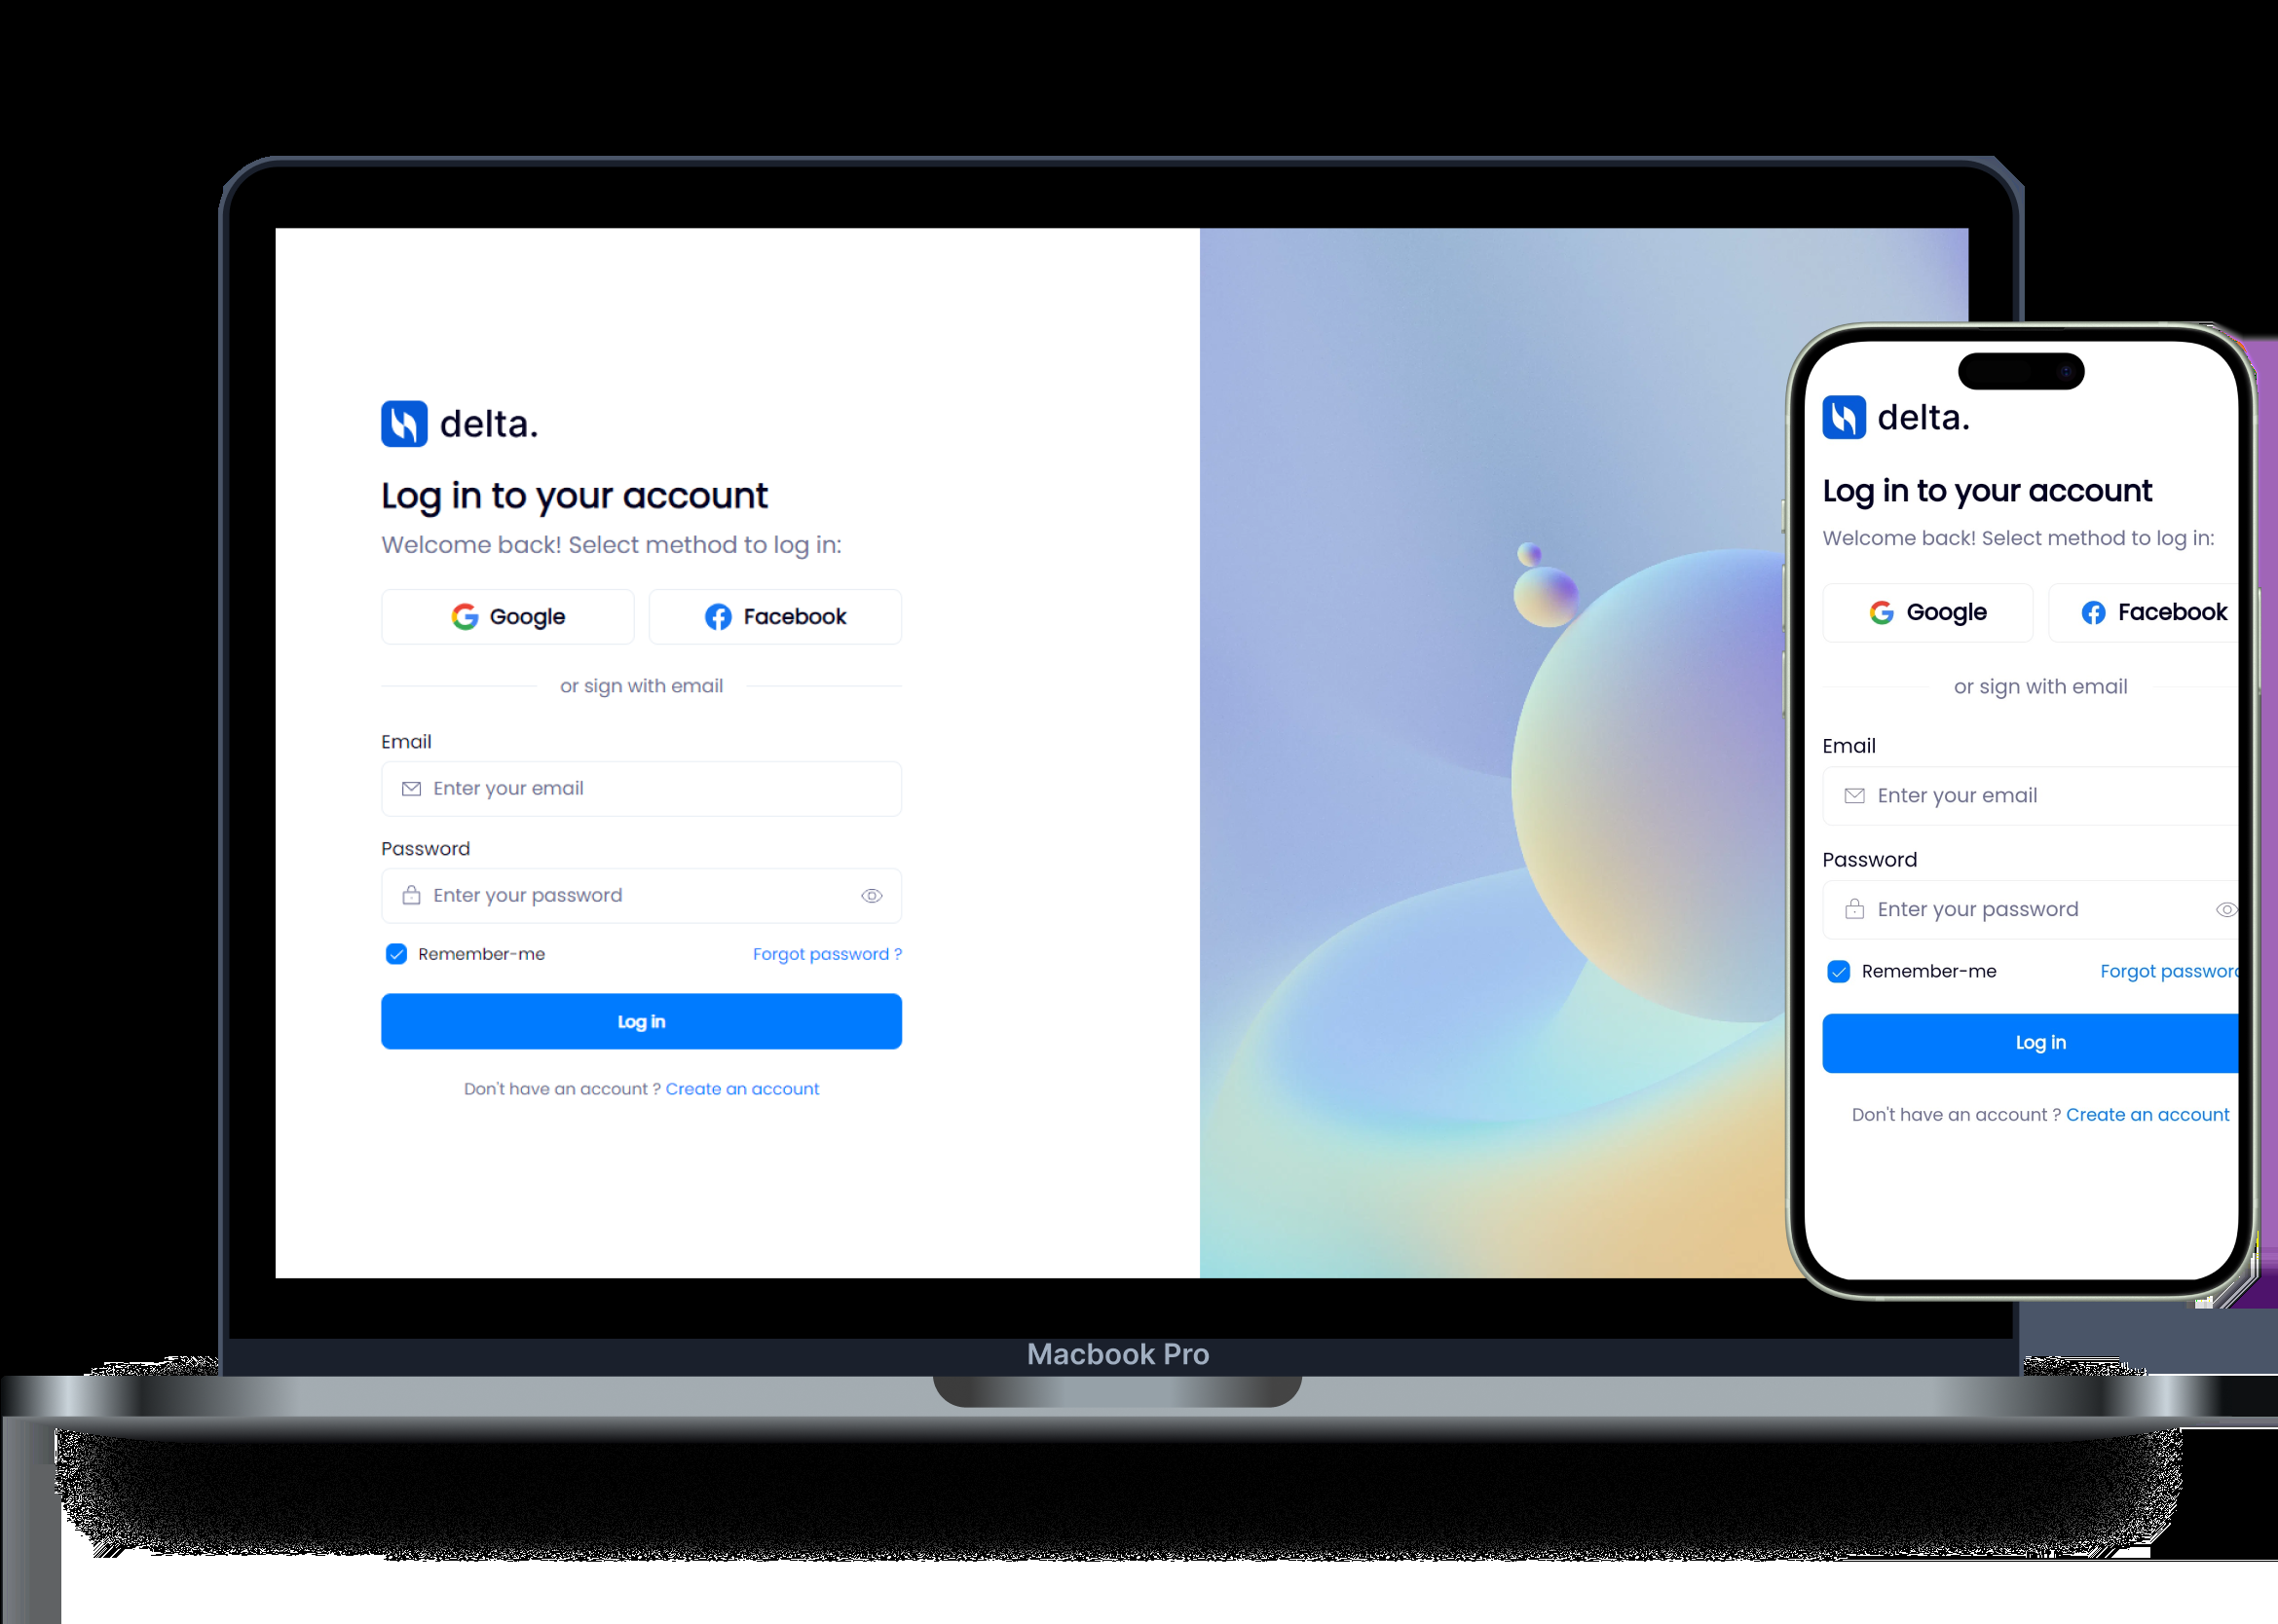 delta.
Log in to your account
Welcome back! Select method to log in:
Google Facebook
or sign with email
Email
Enter your email
Password
Enter your password
Remember-me Forgot password ?
Log in
Don't have an account ? Create an account
Macbook Pro
delta.
Log in to your account
Welcome back! Select method to log in:
Google Facebook
or sign with email
Email
Enter your email
Password
Enter your password
Remember-me Forgot password
Log in
Don't have an account ? Create an account